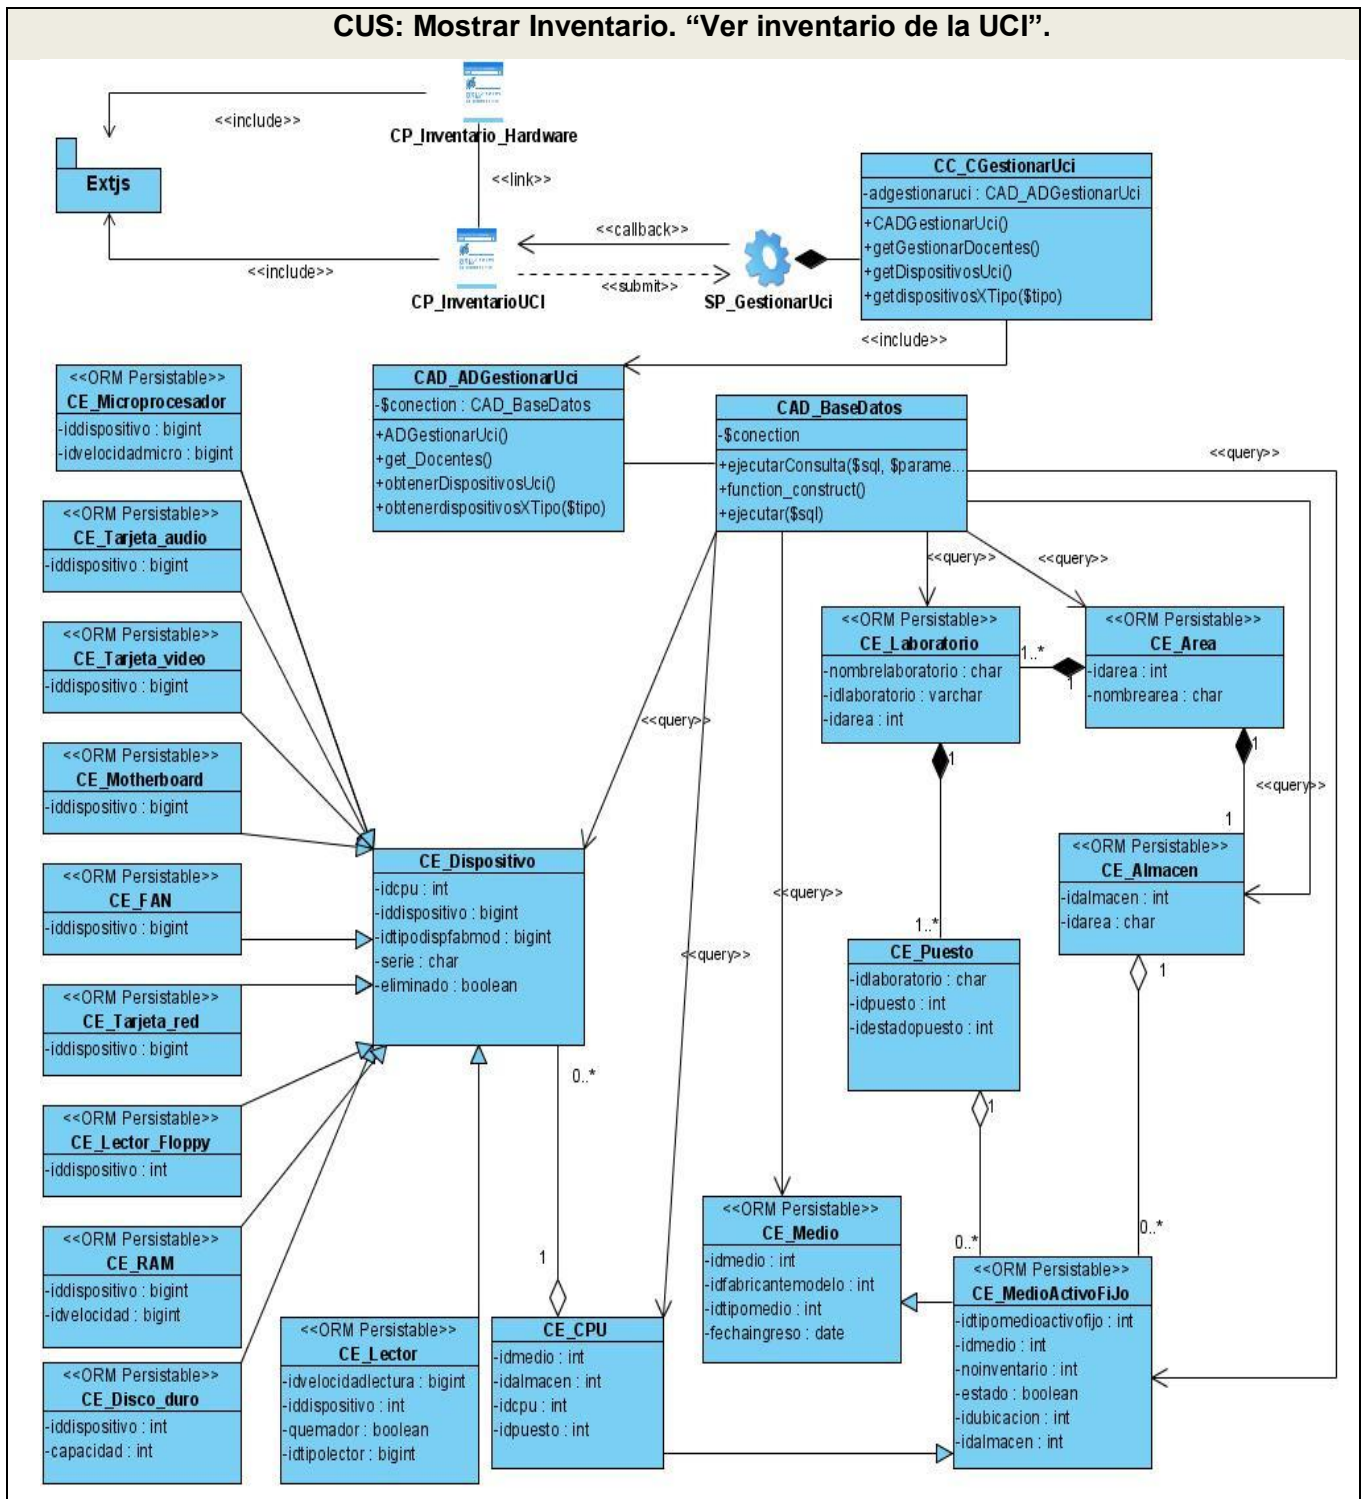 CUS: Mostrar Inventario. “Ver inventario de la UCI”.
<<include>>
CP_Inventario_Hardware
Extjs
<<link>>
CC_CGestionarUci
-adgestionaruci : CAD_ADGestionarUci
+CADGestionarUci()
+getGestionarDocentes()
+getDispositivosUci()
+getdispositivosXTipo($tipo)
<<callback>>
<<include>>
<<submit>>
CP_InventarioUCI
SP_GestionarUci
<<include>>
<<ORM Persistable>>
CE_Microprocesador
-iddispositivo : bigint
-idvelocidadmicro : bigint
CAD_ADGestionarUci
-$conection : CAD_BaseDatos
+ADGestionarUci()
+get_Docentes()
+obtenerDispositivosUci()
+obtenerdispositivosXTipo($tipo)
CAD_BaseDatos
-$conection
+ejecutarConsulta($sql, $parame...
+function_construct()
+ejecutar($sql)
<<query>>
<<ORM Persistable>>
CE_Tarjeta_audio
-iddispositivo : bigint
<<query>>
<<query>>
<<ORM Persistable>>
CE_Tarjeta_video
-iddispositivo : bigint
<<ORM Persistable>>
CE_Laboratorio
-nombrelaboratorio : char
-idlaboratorio : varchar
-idarea : int
1..*
1
<<ORM Persistable>>
CE_Area
-idarea : int
-nombrearea : char
<<query>>
<<ORM Persistable>>
CE_Motherboard
-iddispositivo : bigint
1
1
<<query>>
1
<<ORM Persistable>>
CE_FAN
-iddispositivo : bigint
CE_Dispositivo
-idcpu : int
-iddispositivo : bigint
-idtipodispfabmod : bigint
-serie : char
-eliminado : boolean
<<query>>
<<ORM Persistable>>
CE_Almacen
-idalmacen : int
-idarea : char
1..*
<<query>>
CE_Puesto
-idlaboratorio : char
-idpuesto : int
-idestadopuesto : int
1
<<ORM Persistable>>
CE_Tarjeta_red
-iddispositivo : bigint
0..*
1
<<ORM Persistable>>
CE_Lector_Floppy
-iddispositivo : int
<<ORM Persistable>>
CE_RAM
-iddispositivo : bigint
-idvelocidad : bigint
1
<<ORM Persistable>>
CE_Medio
-idmedio : int
-idfabricantemodelo : int
-idtipomedio : int
-fechaingreso : date
0..*
0..*
<<ORM Persistable>>
CE_MedioActivoFiJo
-idtipomedioactivofijo : int
-idmedio : int
-noinventario : int
-estado : boolean
-idubicacion : int
-idalmacen : int
<<ORM Persistable>>
CE_Lector
-idvelocidadlectura : bigint
-iddispositivo : int
-quemador : boolean
-idtipolector : bigint
CE_CPU
-idmedio : int
-idalmacen : int
-idcpu : int
-idpuesto : int
<<ORM Persistable>>
CE_Disco_duro
-iddispositivo : int
-capacidad : int